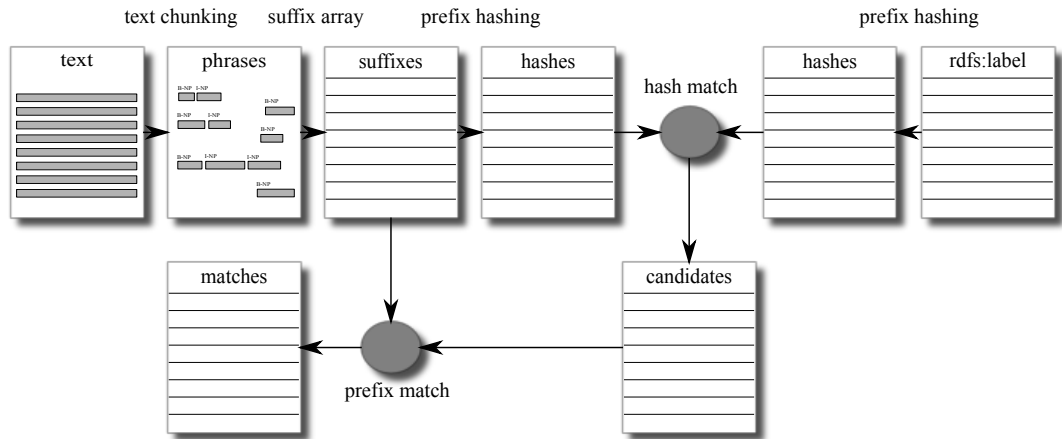 text chunking
suffix array
prefix hashing
prefix hashing
text
phrases
suffixes
hashes
hashes
rdfs:label
B-NP I-NP
B-NP
B-NP I-NP
B-NP
B-NP I-NP I-NP
B-NP
hash match
matches
candidates
prefix match